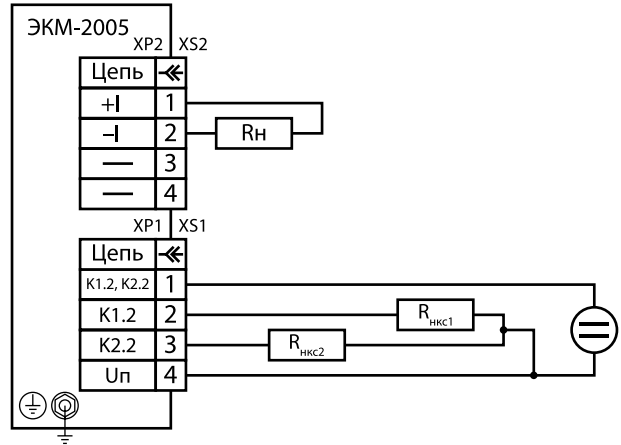 ЭКМ-2005
XP2 XS2
Цепь
+I 1
–I 2
Rн
— 3
— 4
XP1 XS1
Цепь
K1.2, K2.2 1
K1.2 2
Rнкс1
K2.2 3
Rнкс2
Uп 4